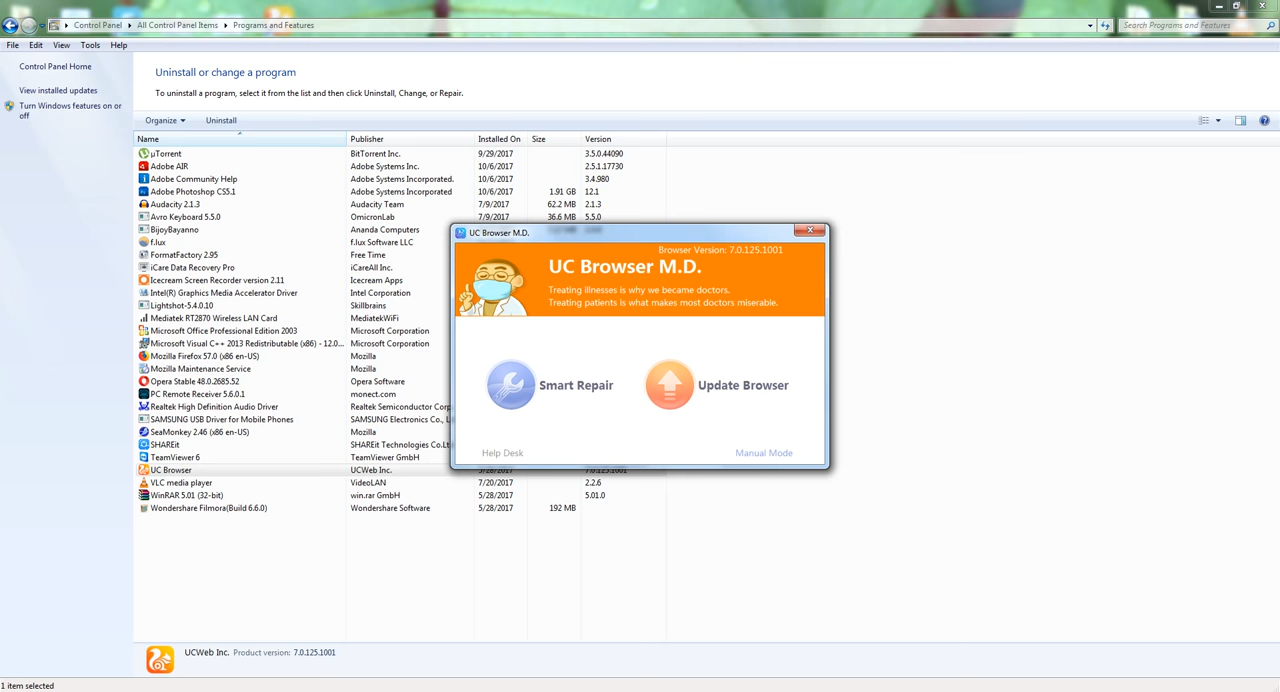 Control Panel ▸ All Control Panel Items ▸ Programs and Features
Search Programs and Features
File Edit View Tools Help
Control Panel Home
View installed updates
Turn Windows features on or off
Uninstall or change a program
To uninstall a program, select it from the list and then click Uninstall, Change, or Repair.
Organize Uninstall
Name Publisher Installed On Size Version
µTorrent BitTorrent Inc. 9/29/2017 3.5.0.44090
Adobe AIR Adobe Systems Inc. 10/6/2017 2.5.1.17730
Adobe Community Help Adobe Systems Incorporated. 10/6/2017 3.4.980
Adobe Photoshop CS5.1 Adobe Systems Incorporated 10/6/2017 1.91 GB 12.1
Audacity 2.1.3 Audacity Team 7/9/2017 62.2 MB 2.1.3
Avro Keyboard 5.5.0 OmicronLab 7/9/2017 36.6 MB 5.5.0
BijoyBayanno Ananda Computers
f.lux f.lux Software LLC
FormatFactory 2.95 Free Time
iCare Data Recovery Pro iCareAll Inc.
Icecream Screen Recorder version 2.11 Icecream Apps
Intel(R) Graphics Media Accelerator Driver Intel Corporation
Lightshot-5.4.0.10 Skillbrains
Mediatek RT2870 Wireless LAN Card MediatekWiFi
Microsoft Office Professional Edition 2003 Microsoft Corporation
Microsoft Visual C++ 2013 Redistributable (x86) - 12.0... Microsoft Corporation
Mozilla Firefox 57.0 (x86 en-US) Mozilla
Mozilla Maintenance Service Mozilla
Opera Stable 48.0.2685.52 Opera Software
PC Remote Receiver 5.6.0.1 monect.com
Realtek High Definition Audio Driver Realtek Semiconductor Corp
SAMSUNG USB Driver for Mobile Phones SAMSUNG Electronics Co., L
SeaMonkey 2.46 (x86 en-US) Mozilla
SHAREit SHAREit Technologies Co.Lt
TeamViewer 6 TeamViewer GmbH
UC Browser UCWeb Inc. 5/28/2017 7.0.125.1001
VLC media player VideoLAN 7/20/2017 2.2.6
WinRAR 5.01 (32-bit) win.rar GmbH 5/28/2017 5.01.0
Wondershare Filmora(Build 6.6.0) Wondershare Software 5/28/2017 192 MB
UC Browser M.D.
Browser Version: 7.0.125.1001
UC Browser M.D.
Treating illnesses is why we became doctors.
Treating patients is what makes most doctors miserable.
Smart Repair Update Browser
Help Desk Manual Mode
UCWeb Inc. Product version: 7.0.125.1001
1 item selected